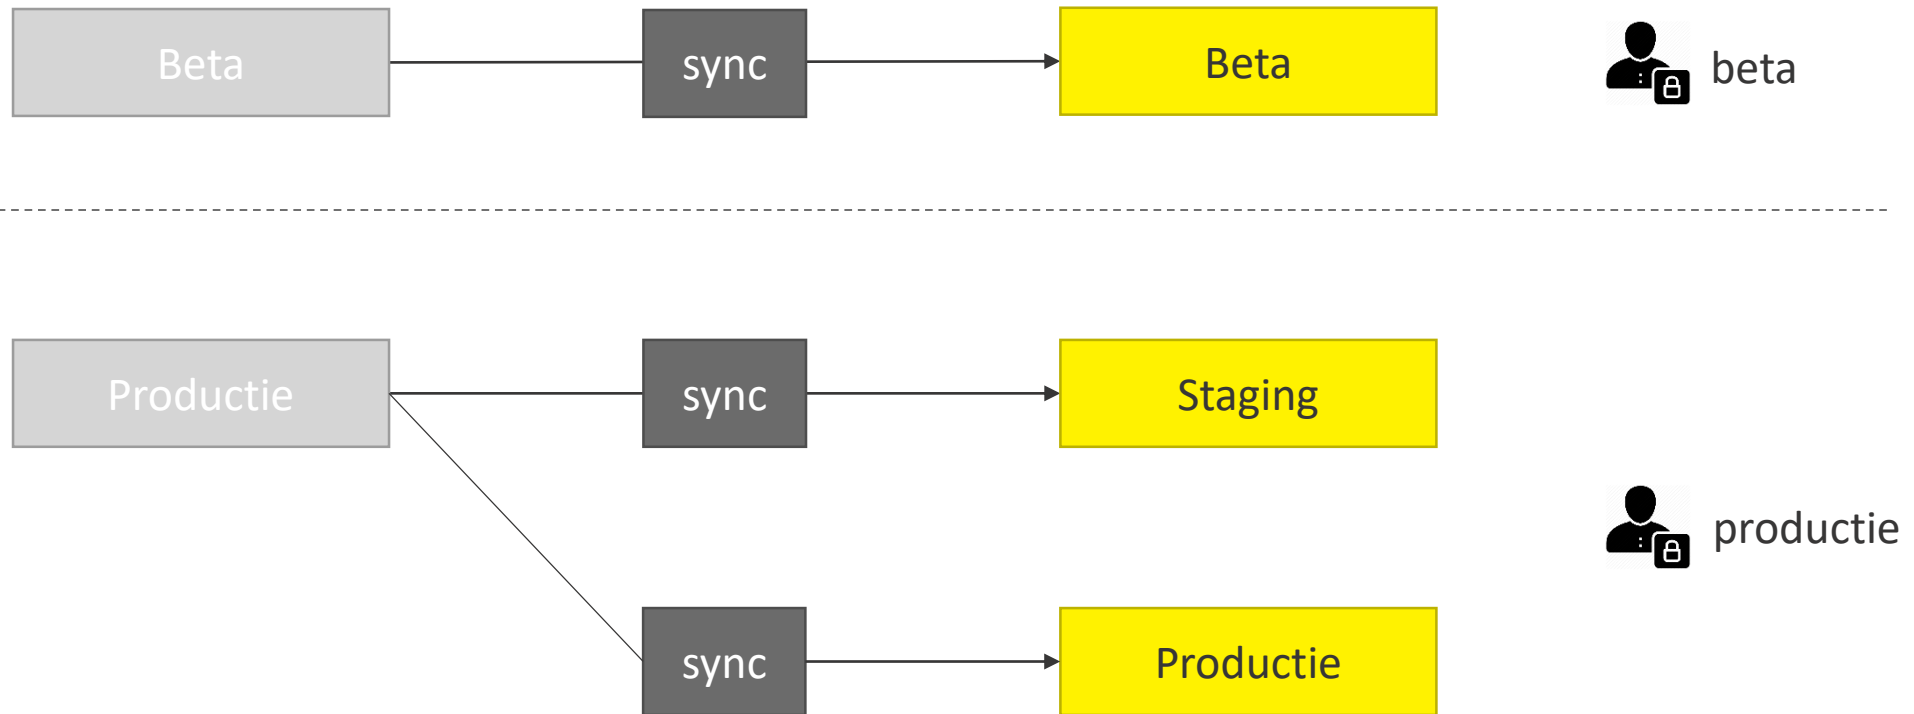 Beta
sync
Beta
beta
Productie
sync
Staging
productie
sync
Productie